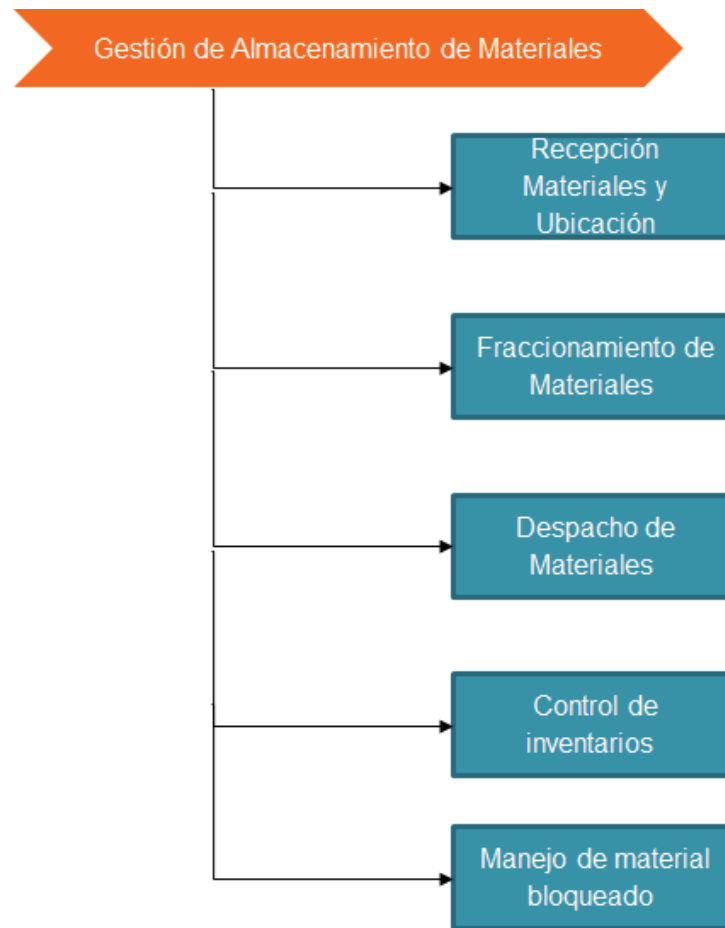 Gestión de Almacenamiento de Materiales
Recepción
Materiales y
Ubicación
Fraccionamiento de
Materiales
Despacho de
Materiales
Control de
inventarios
Manejo de material
bloqueado